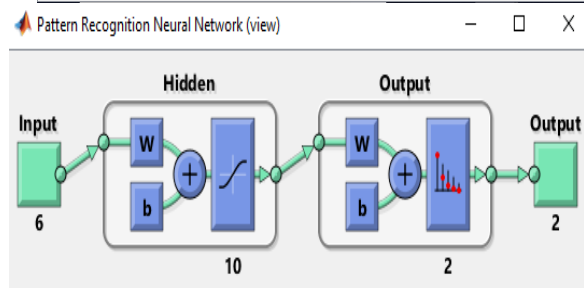 Pattern Recognition Neural Network (view)
Hidden Output
Input W b + W b + Output
6 10 2 2